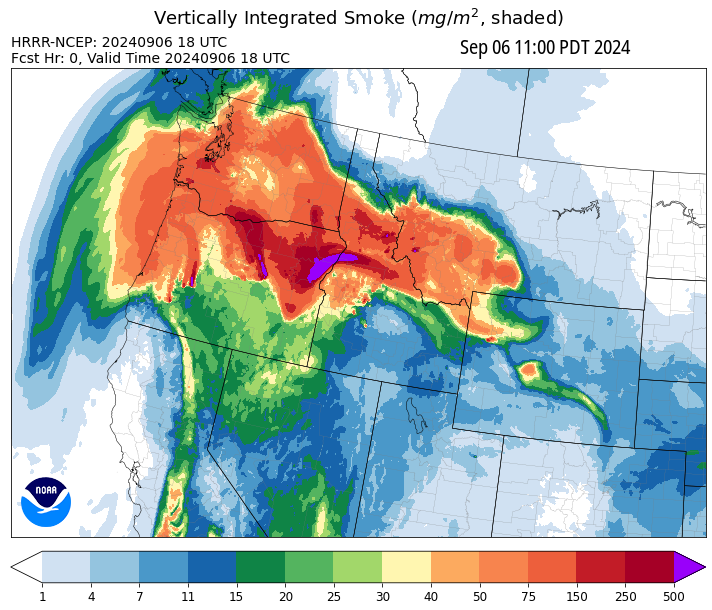 Vertically Integrated Smoke (mg/m², shaded)
HRRR-NCEP: 20240906 18 UTC
Sep 06 11:00 PDT 2024
Fcst Hr: 0, Valid Time 20240906 18 UTC
NOAA
1 4 7 11 15 20 25 30 40 50 75 150 250 500